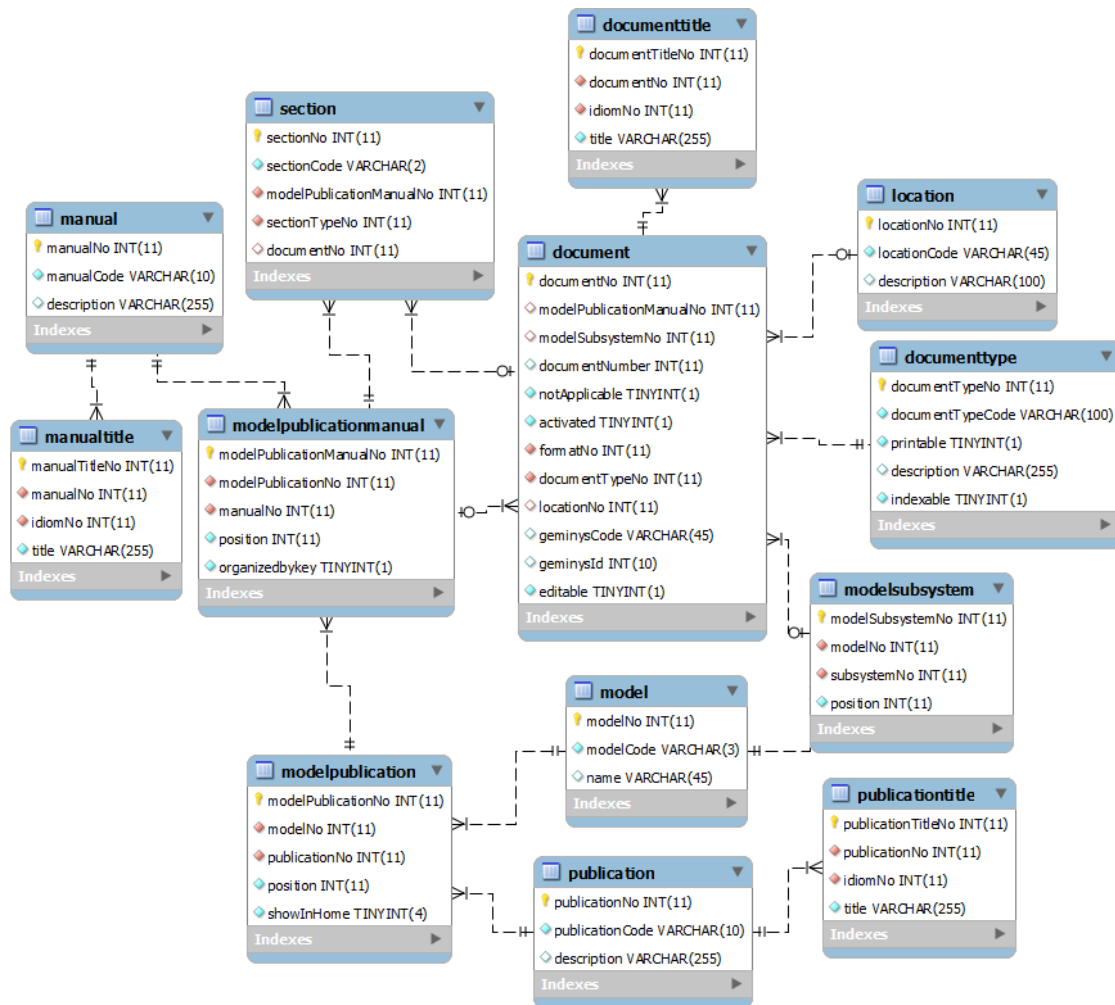 documenttitle
documentTitleNo INT(11)
documentNo INT(11)
idiomNo INT(11)
title VARCHAR(255)
Indexes
section
sectionNo INT(11)
sectionCode VARCHAR(2)
modelPublicationManualNo INT(11)
sectionTypeNo INT(11)
documentNo INT(11)
Indexes
location
locationNo INT(11)
locationCode VARCHAR(45)
description VARCHAR(100)
Indexes
manual
manualNo INT(11)
manualCode VARCHAR(10)
description VARCHAR(255)
Indexes
document
documentNo INT(11)
modelPublicationManualNo INT(11)
modelSubsystemNo INT(11)
documentNumber INT(11)
notApplicable TINYINT(1)
activated TINYINT(1)
formatNo INT(11)
documentTypeNo INT(11)
locationNo INT(11)
geminysCode VARCHAR(45)
geminysId INT(10)
editable TINYINT(1)
Indexes
documenttype
documentTypeNo INT(11)
documentTypeCode VARCHAR(100)
printable TINYINT(1)
description VARCHAR(255)
indexable TINYINT(1)
Indexes
manualtitle
manualTitleNo INT(11)
manualNo INT(11)
idiomNo INT(11)
title VARCHAR(255)
Indexes
modelpublicationmanual
modelPublicationManualNo INT(11)
modelPublicationNo INT(11)
manualNo INT(11)
position INT(11)
organizedbykey TINYINT(1)
Indexes
modelsubsystem
modelSubsystemNo INT(11)
modelNo INT(11)
subsystemNo INT(11)
position INT(11)
Indexes
model
modelNo INT(11)
modelCode VARCHAR(3)
name VARCHAR(45)
Indexes
modelpublication
modelPublicationNo INT(11)
modelNo INT(11)
publicationNo INT(11)
position INT(11)
showInHome TINYINT(4)
Indexes
publicationtitle
publicationTitleNo INT(11)
publicationNo INT(11)
idiomNo INT(11)
title VARCHAR(255)
Indexes
publication
publicationNo INT(11)
publicationCode VARCHAR(10)
description VARCHAR(255)
Indexes